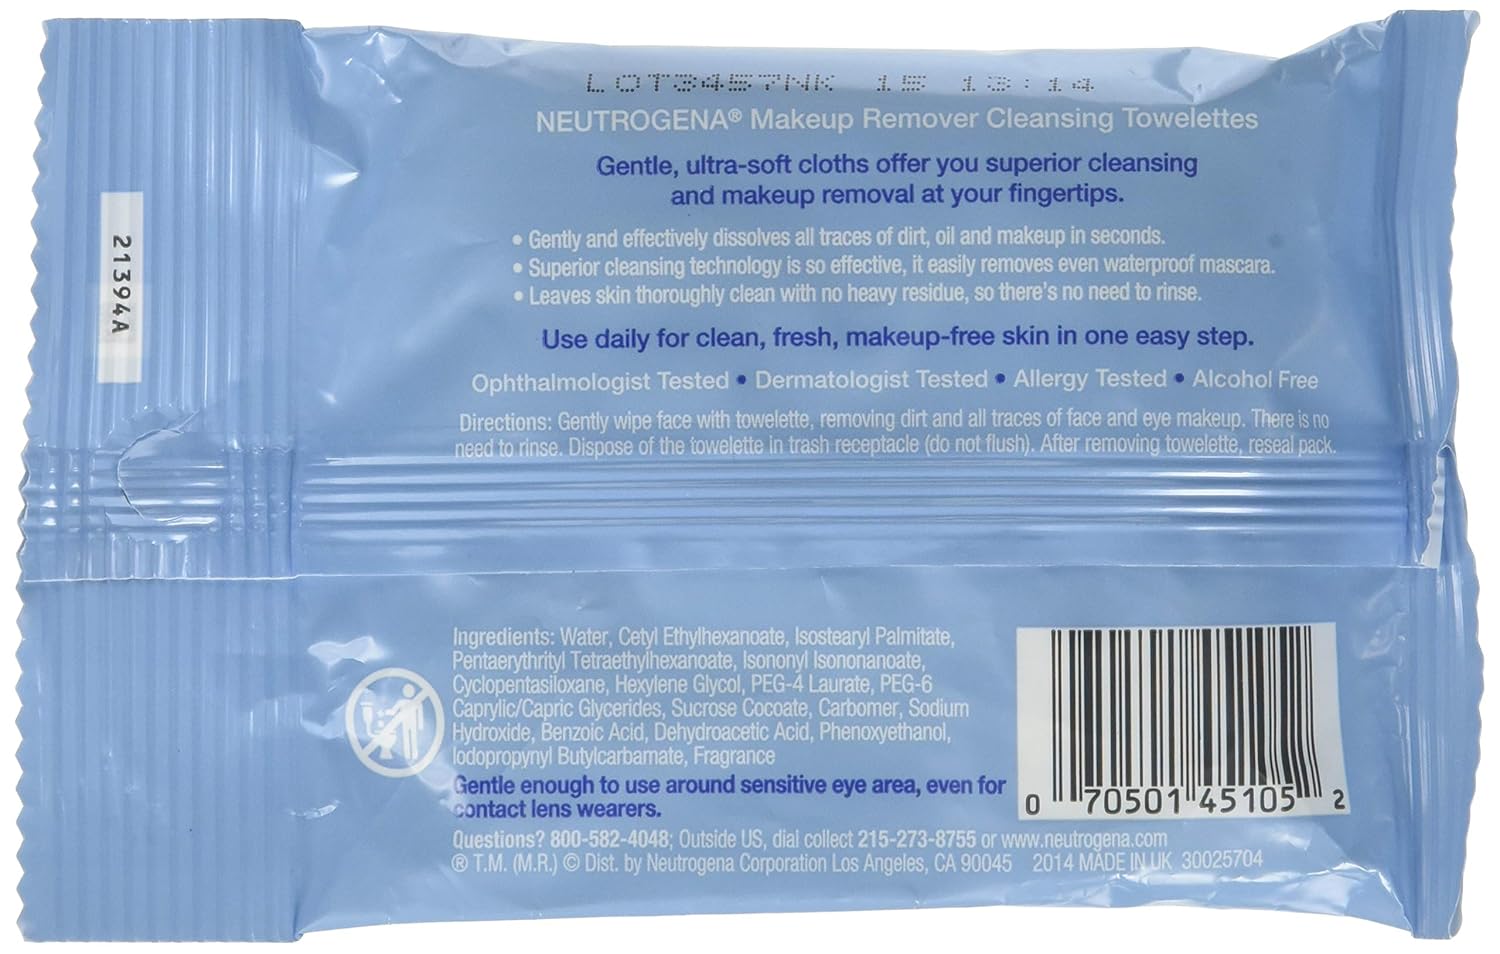 LOT3457NK 15 13:14
NEUTROGENA® Makeup Remover Cleansing Towelettes
Gentle, ultra-soft cloths offer you superior cleansing
and makeup removal at your fingertips.
• Gently and effectively dissolves all traces of dirt, oil and makeup in seconds.
• Superior cleansing technology is so effective, it easily removes even waterproof mascara.
• Leaves skin thoroughly clean with no heavy residue, so there's no need to rinse.
Use daily for clean, fresh, makeup-free skin in one easy step.
Ophthalmologist Tested • Dermatologist Tested • Allergy Tested • Alcohol Free
Directions: Gently wipe face with towelette, removing dirt and all traces of face and eye makeup. There is no
need to rinse. Dispose of the towelette in trash receptacle (do not flush). After removing towelette, reseal pack.
21394A
Ingredients: Water, Cetyl Ethylhexanoate, Isostearyl Palmitate,
Pentaerythrityl Tetraethylhexanoate, Isononyl Isononanoate,
Cyclopentasiloxane, Hexylene Glycol, PEG-4 Laurate, PEG-6
Caprylic/Capric Glycerides, Sucrose Cocoate, Carbomer, Sodium
Hydroxide, Benzoic Acid, Dehydroacetic Acid, Phenoxyethanol,
Iodopropynyl Butylcarbamate, Fragrance
Gentle enough to use around sensitive eye area, even for
contact lens wearers.
Questions? 800-582-4048; Outside US, dial collect 215-273-8755 or www.neutrogena.com
® T.M. (M.R.) © Dist. by Neutrogena Corporation Los Angeles, CA 90045 2014 MADE IN UK 30025704
0 70501 45105 2